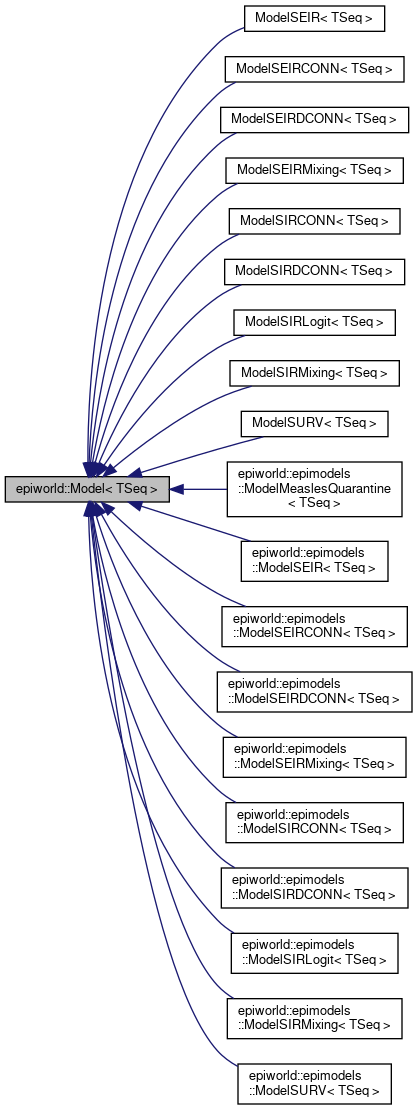 ModelSEIR< TSeq >
ModelSEIRCONN< TSeq >
ModelSEIRDCONN< TSeq >
ModelSEIRMixing< TSeq >
ModelSIRCONN< TSeq >
ModelSIRDCONN< TSeq >
ModelSIRLogit< TSeq >
ModelSIRMixing< TSeq >
ModelSURV< TSeq >
epiworld::Model< TSeq >
epiworld::epimodels
::ModelMeaslesQuarantine
< TSeq >
epiworld::epimodels
::ModelSEIR< TSeq >
epiworld::epimodels
::ModelSEIRCONN< TSeq >
epiworld::epimodels
::ModelSEIRDCONN< TSeq >
epiworld::epimodels
::ModelSEIRMixing< TSeq >
epiworld::epimodels
::ModelSIRCONN< TSeq >
epiworld::epimodels
::ModelSIRDCONN< TSeq >
epiworld::epimodels
::ModelSIRLogit< TSeq >
epiworld::epimodels
::ModelSIRMixing< TSeq >
epiworld::epimodels
::ModelSURV< TSeq >